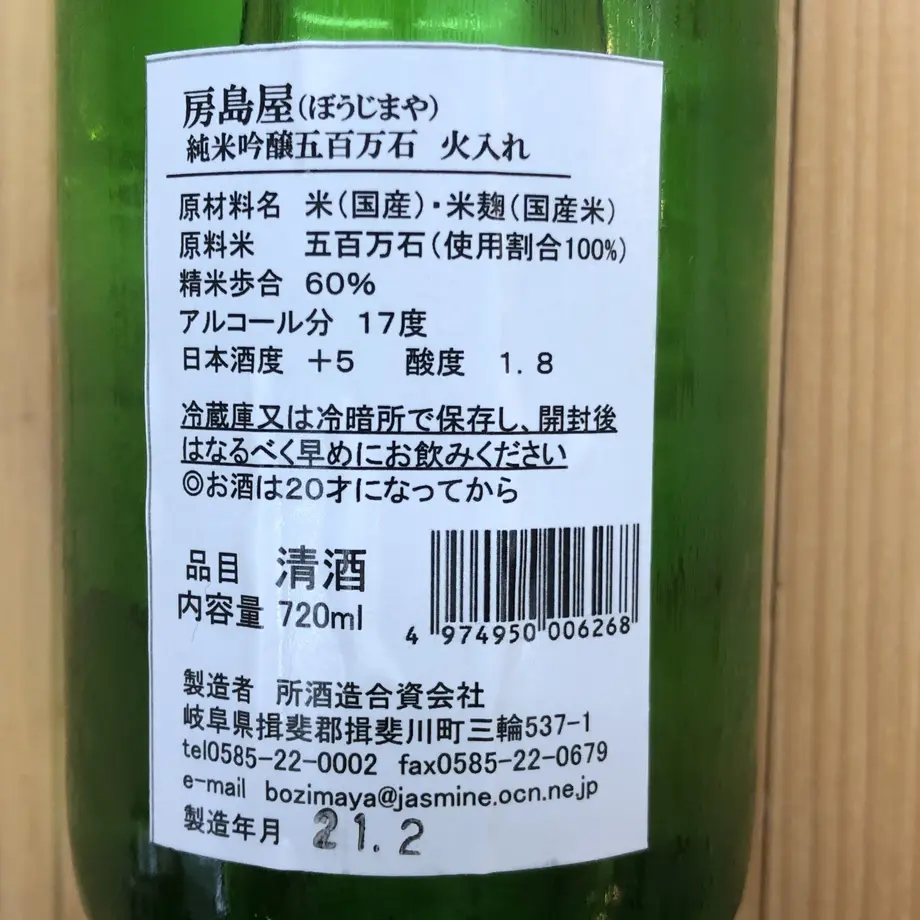 房島屋(ぼうじまや)
純米吟醸五百万石 火入れ
原材料名 米(国産)・米麹(国産米)
原料米 五百万石(使用割合100%)
精米歩合 60%
アルコール分 17度
日本酒度 +5 酸度 1.8
冷蔵庫又は冷暗所で保存し、開封後
はなるべく早めにお飲みください
◎お酒は20才になってから
品目 清酒
内容量 720ml
4 974950 006268
製造者 所酒造合資会社
岐阜県揖斐郡揖斐川町三輪537-1
tel0585-22-0002 fax0585-22-0679
e-mail bozimaya@jasmine.ocn.ne.jp
製造年月 21.2